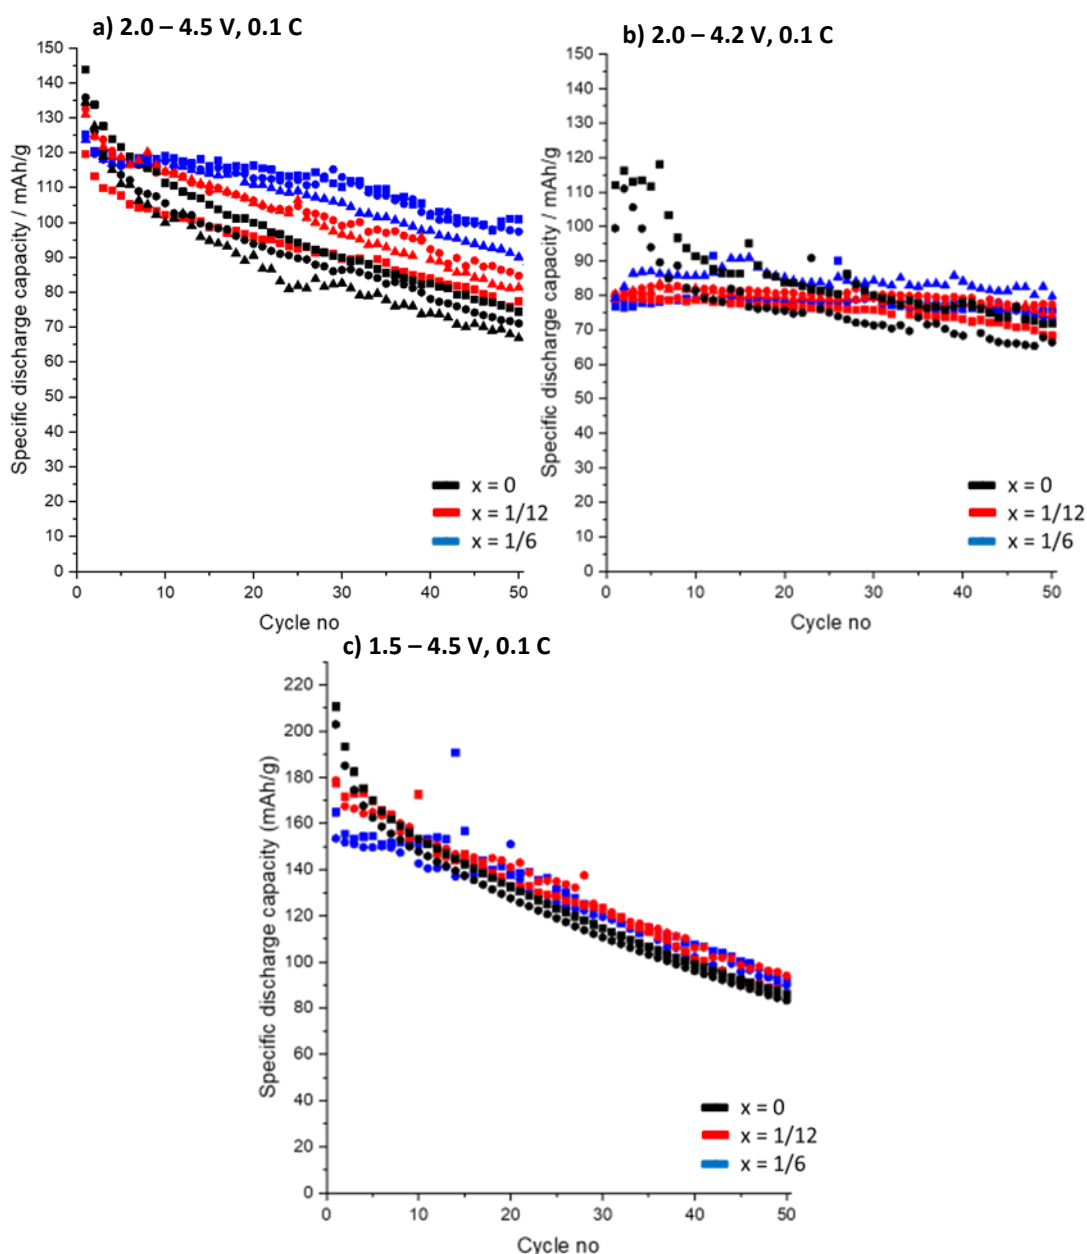 a) 2.0 – 4.5 V, 0.1 C
150
140
130
120
110
100
90
80
70
60
50
40
30
20
10
0
Specific discharge capacity / mAh/g
x = 0
x = 1/12
x = 1/6
0 10 20 30 40 50
Cycle no
b) 2.0 – 4.2 V, 0.1 C
150
140
130
120
110
100
90
80
70
60
50
40
30
20
10
0
Specific discharge capacity / mAh/g
x = 0
x = 1/12
x = 1/6
0 10 20 30 40 50
Cycle no
c) 1.5 – 4.5 V, 0.1 C
220
200
180
160
140
120
100
80
60
40
20
0
Specific discharge capacity (mAh/g)
x = 0
x = 1/12
x = 1/6
0 10 20 30 40 50
Cycle no